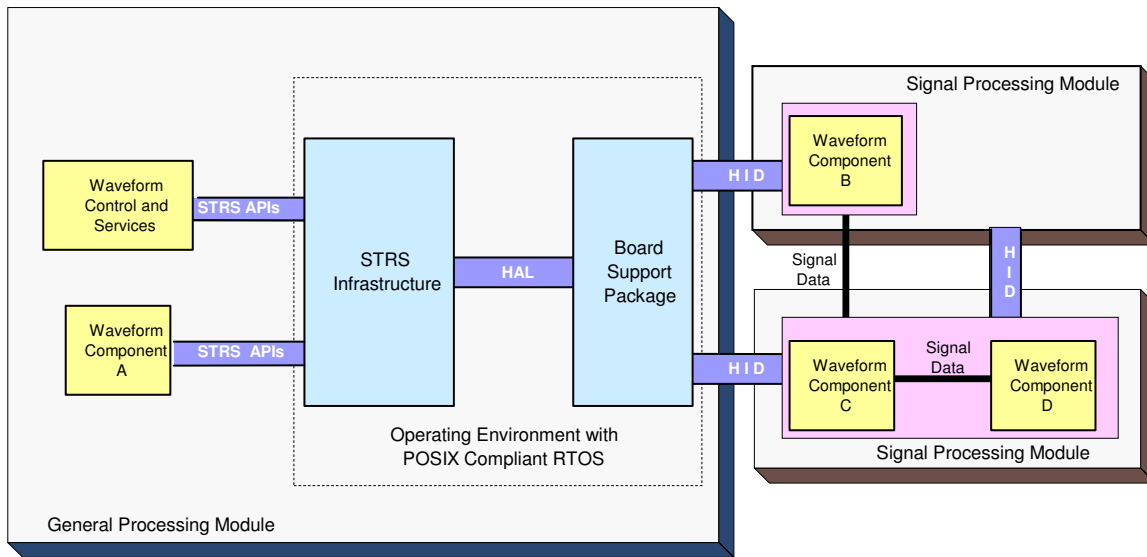 Signal Processing Module
Waveform
Component
B
H I D
Waveform
Control and
Services
STRS APIs
STRS
Infrastructure
HAL
Board
Support
Package
Signal
Data
H
I
D
Waveform
Component
A
STRS APIs
H I D
Waveform
Component
C
Signal
Data
Waveform
Component
D
Signal Processing Module
Operating Environment with
POSIX Compliant RTOS
General Processing Module